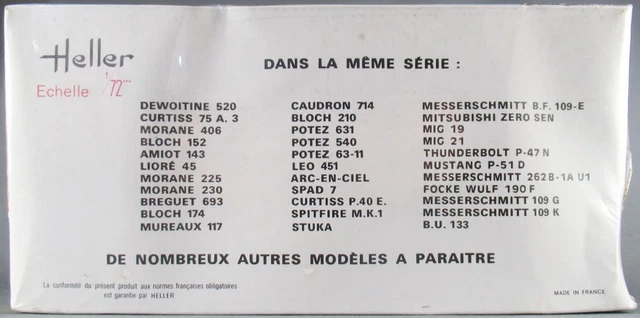 Heller
Echelle 1/72ème
DANS LA MÊME SÉRIE :
DEWOITINE 520
CURTISS 75 A. 3
MORANE 406
BLOCH 152
AMIOT 143
LIORÉ 45
MORANE 225
MORANE 230
BREGUET 693
BLOCH 174
MUREAUX 117
CAUDRON 714
BLOCH 210
POTEZ 631
POTEZ 540
POTEZ 63-11
LEO 451
ARC-EN-CIEL
SPAD 7
CURTISS P.40 E.
SPITFIRE M.K.1
STUKA
MESSERSCHMITT B.F. 109-E
MITSUBISHI ZERO SEN
MIG 19
MIG 21
THUNDERBOLT P-47 N
MUSTANG P-51 D
MESSERSCHMITT 262B-1A U1
FOCKE WULF 190 F
MESSERSCHMITT 109 G
MESSERSCHMITT 109 K
B.U. 133
DE NOMBREUX AUTRES MODÈLES A PARAITRE
La conformité du présent produit aux normes françaises obligatoires
est garantie par HELLER
MADE IN FRANCE